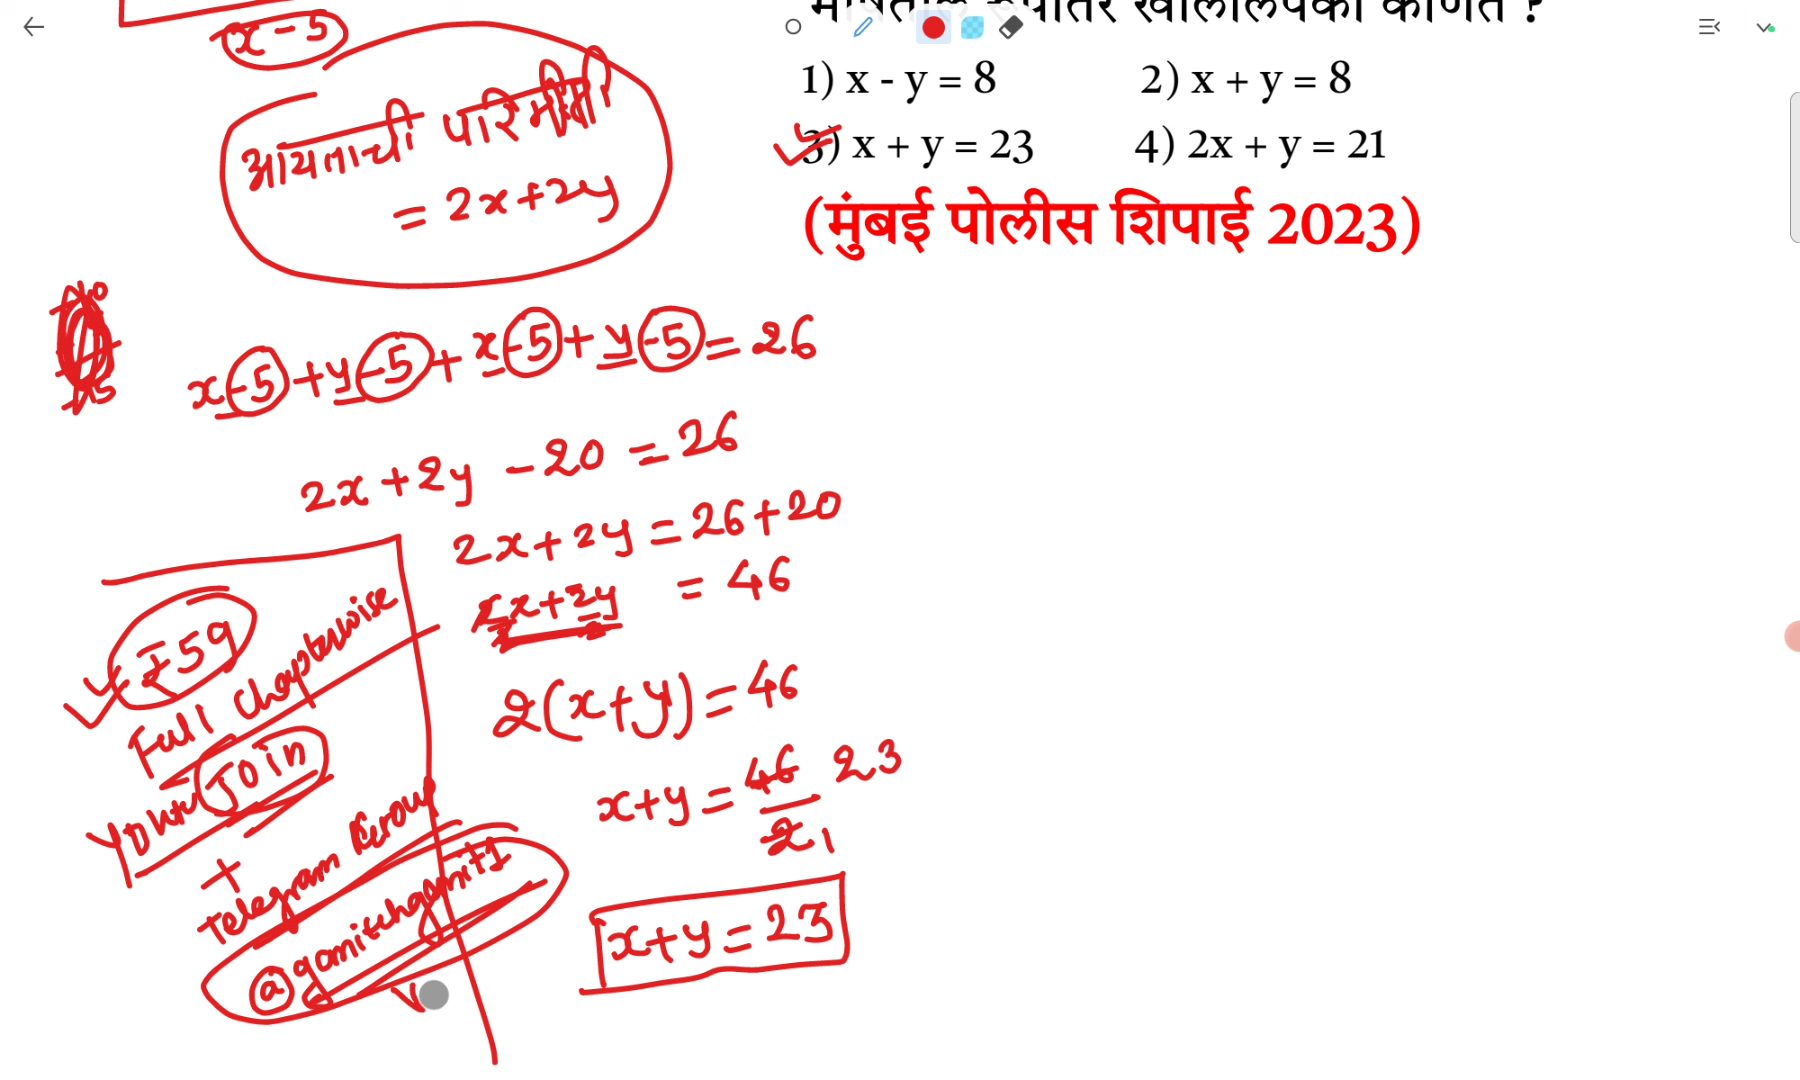 x-5
आयताची परिमीती
= 2x+2y
1) x - y = 8
2) x + y = 8
3) x + y = 23
4) 2x + y = 21
(मुंबई पोलीस शिपाई 2023)
x-5+y-5+x-5+y-5=26
2x+2y-20=26
2x+2y=26+20
2x+2y = 46
2(x+y)=46
x+y=46/2 23 1
x+y=23
₹59
Full Chapterwise
Join
+
Telegram Group